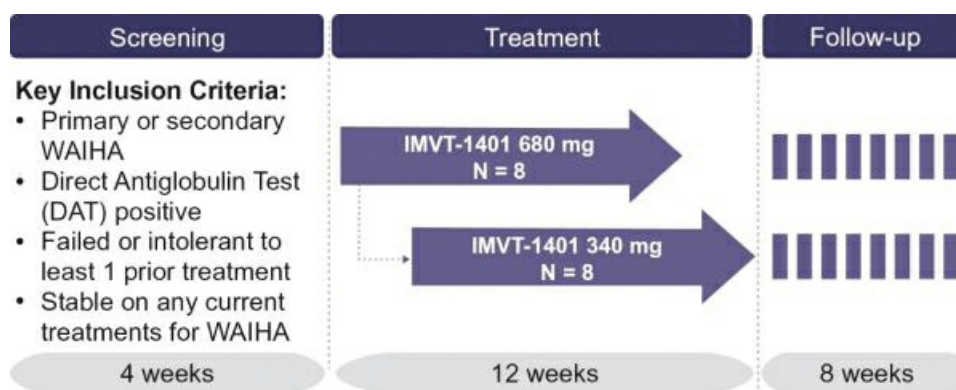 Screening
Treatment
Follow-up
Key Inclusion Criteria:
• Primary or secondary
WAIHA
• Direct Antiglobulin Test
(DAT) positive
• Failed or intolerant to
least 1 prior treatment
• Stable on any current
treatments for WAIHA
IMVT-1401 680 mg
N = 8
IMVT-1401 340 mg
N = 8
4 weeks
12 weeks
8 weeks